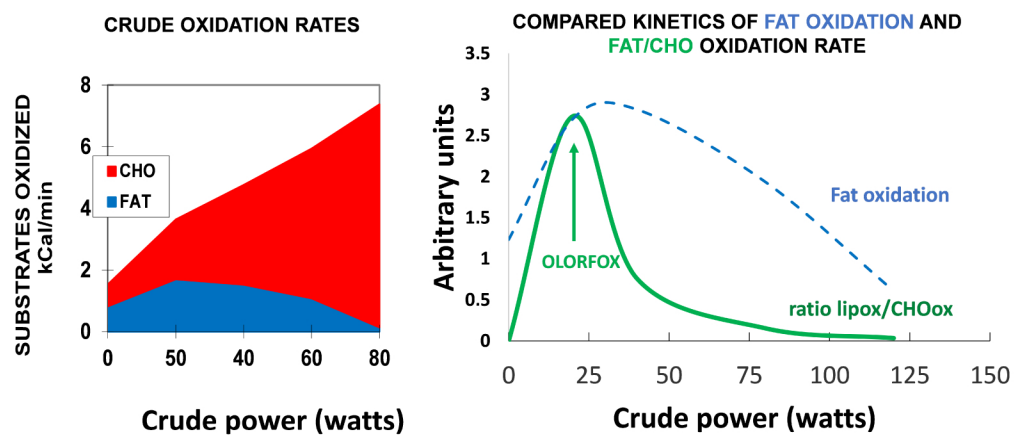 CRUDE OXIDATION RATES
SUBSTRATES OXIDIZED
kCal/min
8
6
4
2
0
CHO
FAT
0 50 40 60 80
Crude power (watts)
COMPARED KINETICS OF FAT OXIDATION AND
FAT/CHO OXIDATION RATE
Arbitrary units
3.5
3
2.5
2
1.5
1
0.5
0
Fat oxidation
OLORFOX
ratio lipox/CHOox
0 25 50 75 100 125 150
Crude power (watts)